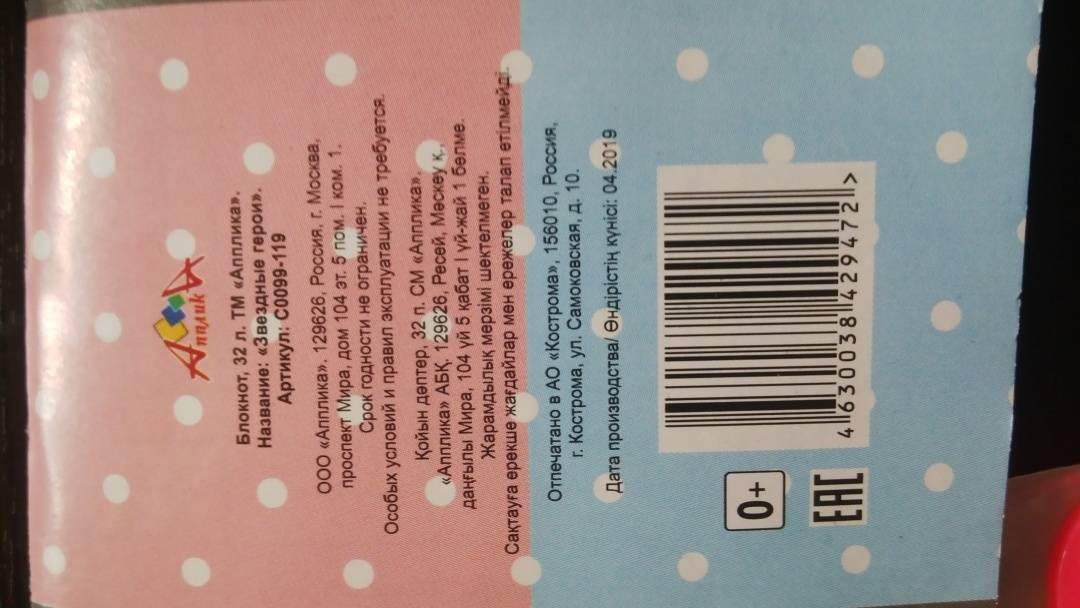 Апплика
Блокнот, 32 л. ТМ «Апплика».
Название: «Звездные герои».
Артикул: С0099-119
ООО «Апплика». 129626, Россия, г. Москва,
проспект Мира, дом 104 эт. 5 пом. I ком. 1.
Срок годности не ограничен.
Особых условий и правил эксплуатации не требуется.
Қойын дәптер, 32 п. СМ «Апплика».
«Апплика» АБҚ, 129626, Ресей, Мәскеу қ.,
даңғылы Мира, 104 үй 5 қабат I үй-жай 1 бөлме.
Жарамдылық мерзімі шектелмеген.
Сақтауға ерекше жағдайлар мен ережелер талап етілмейді.
Отпечатано в АО «Кострома», 156010, Россия,
г. Кострома, ул. Самоковская, д. 10.
Дата производства/ Өндірістің күнісі: 04.2019
4 630038 429472 >
0+
EAC